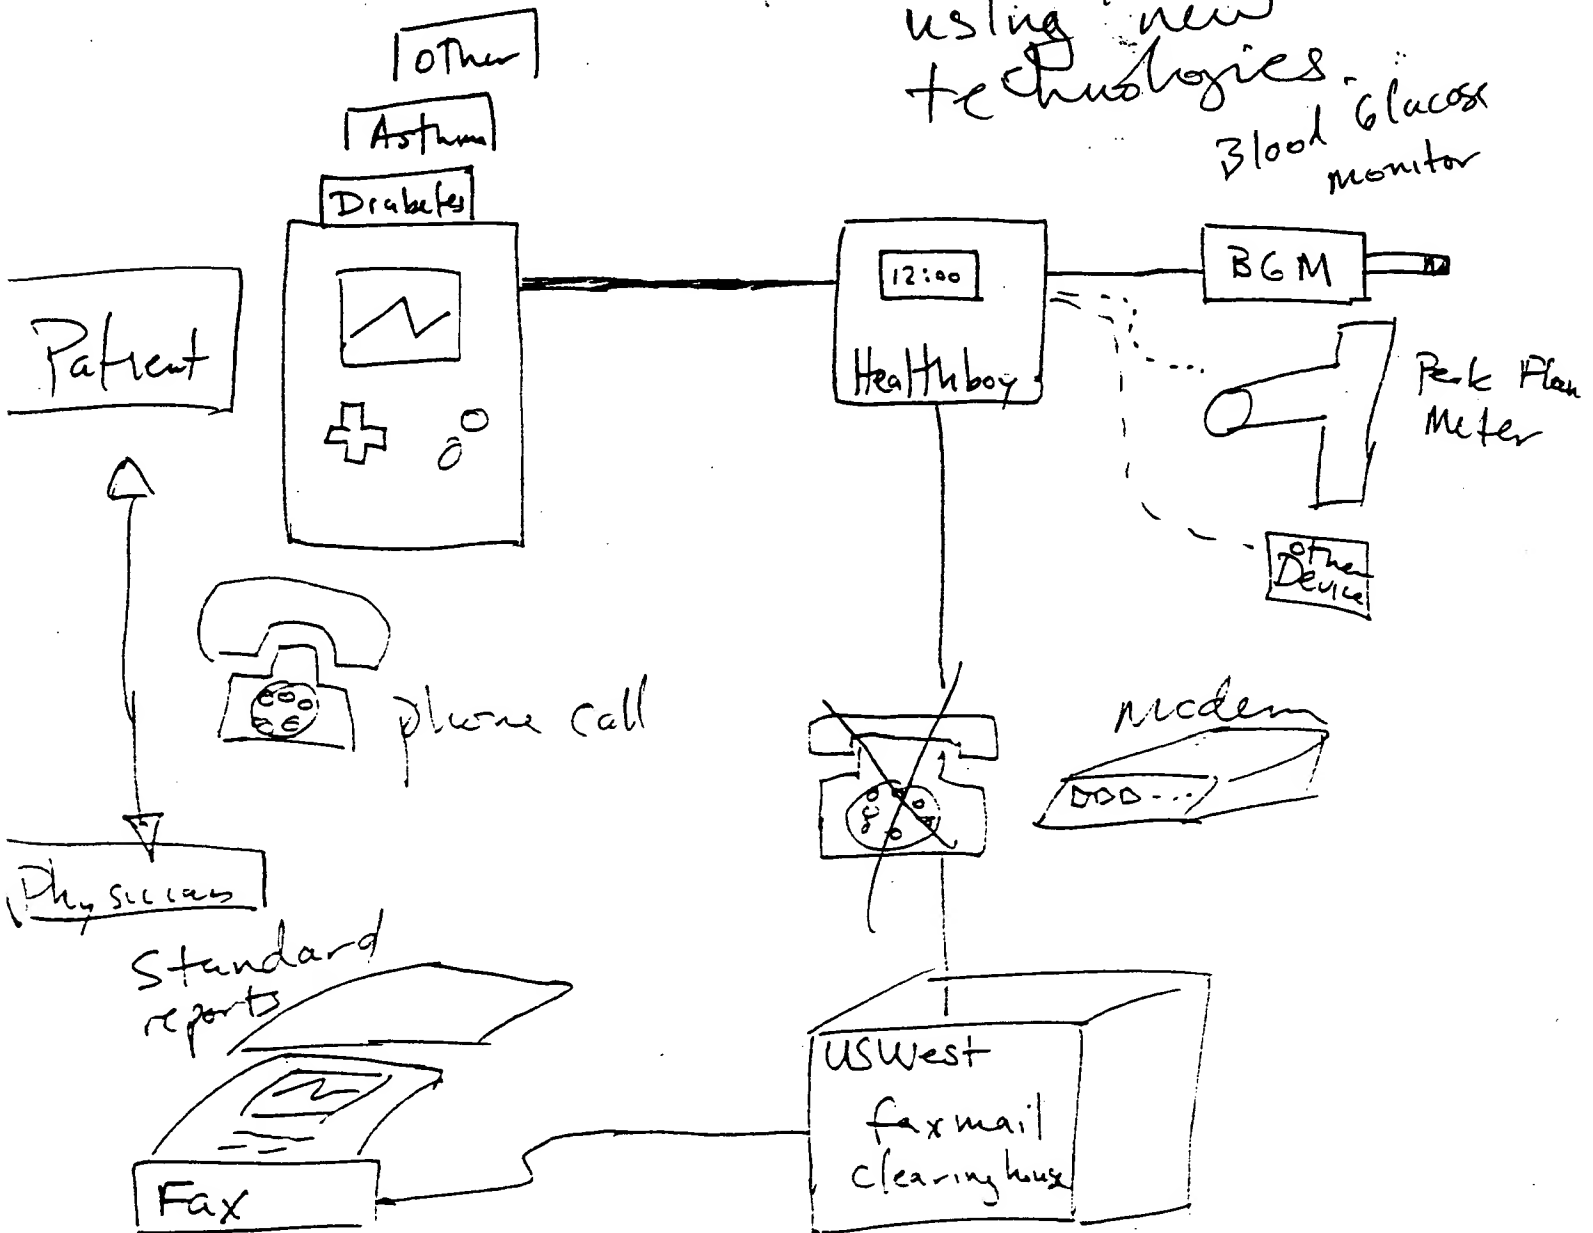 using new
technologies.
Other
Asthma
Diabetes
Blood Glucose
monitor
Patient
12:00
Healthboy
BGM
Peak Flow
Meter
other
Device
phone call
Modem
Physician
Standard
reports
Fax
USWest
faxmail
clearinghouse